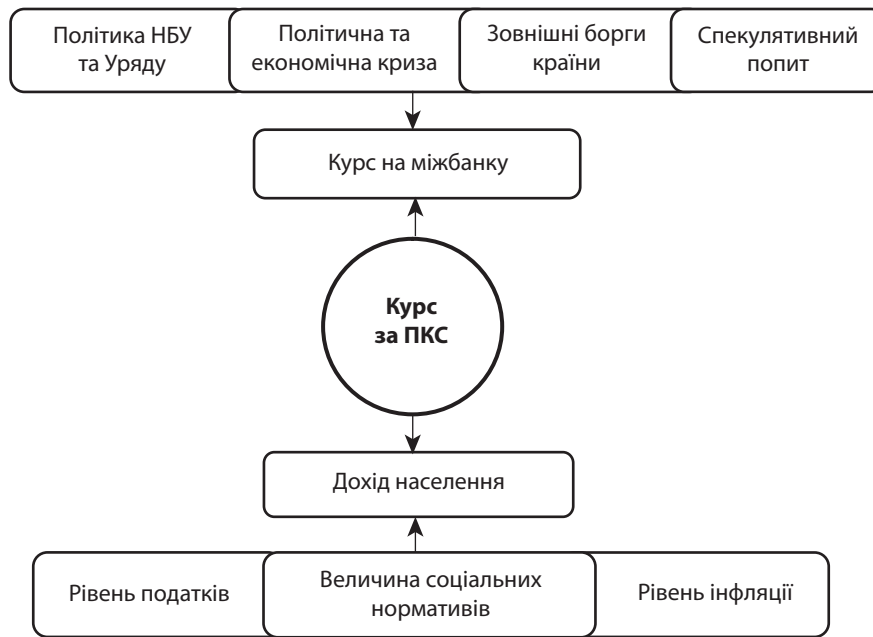 Політика НБУ
та Уряду
Політична та
економічна криза
Зовнішні борги
країни
Спекулятивний
попит
Курс на міжбанку
Курс
за ПКС
Дохід населення
Рівень податків
Величина соціальних
нормативів
Рівень інфляції